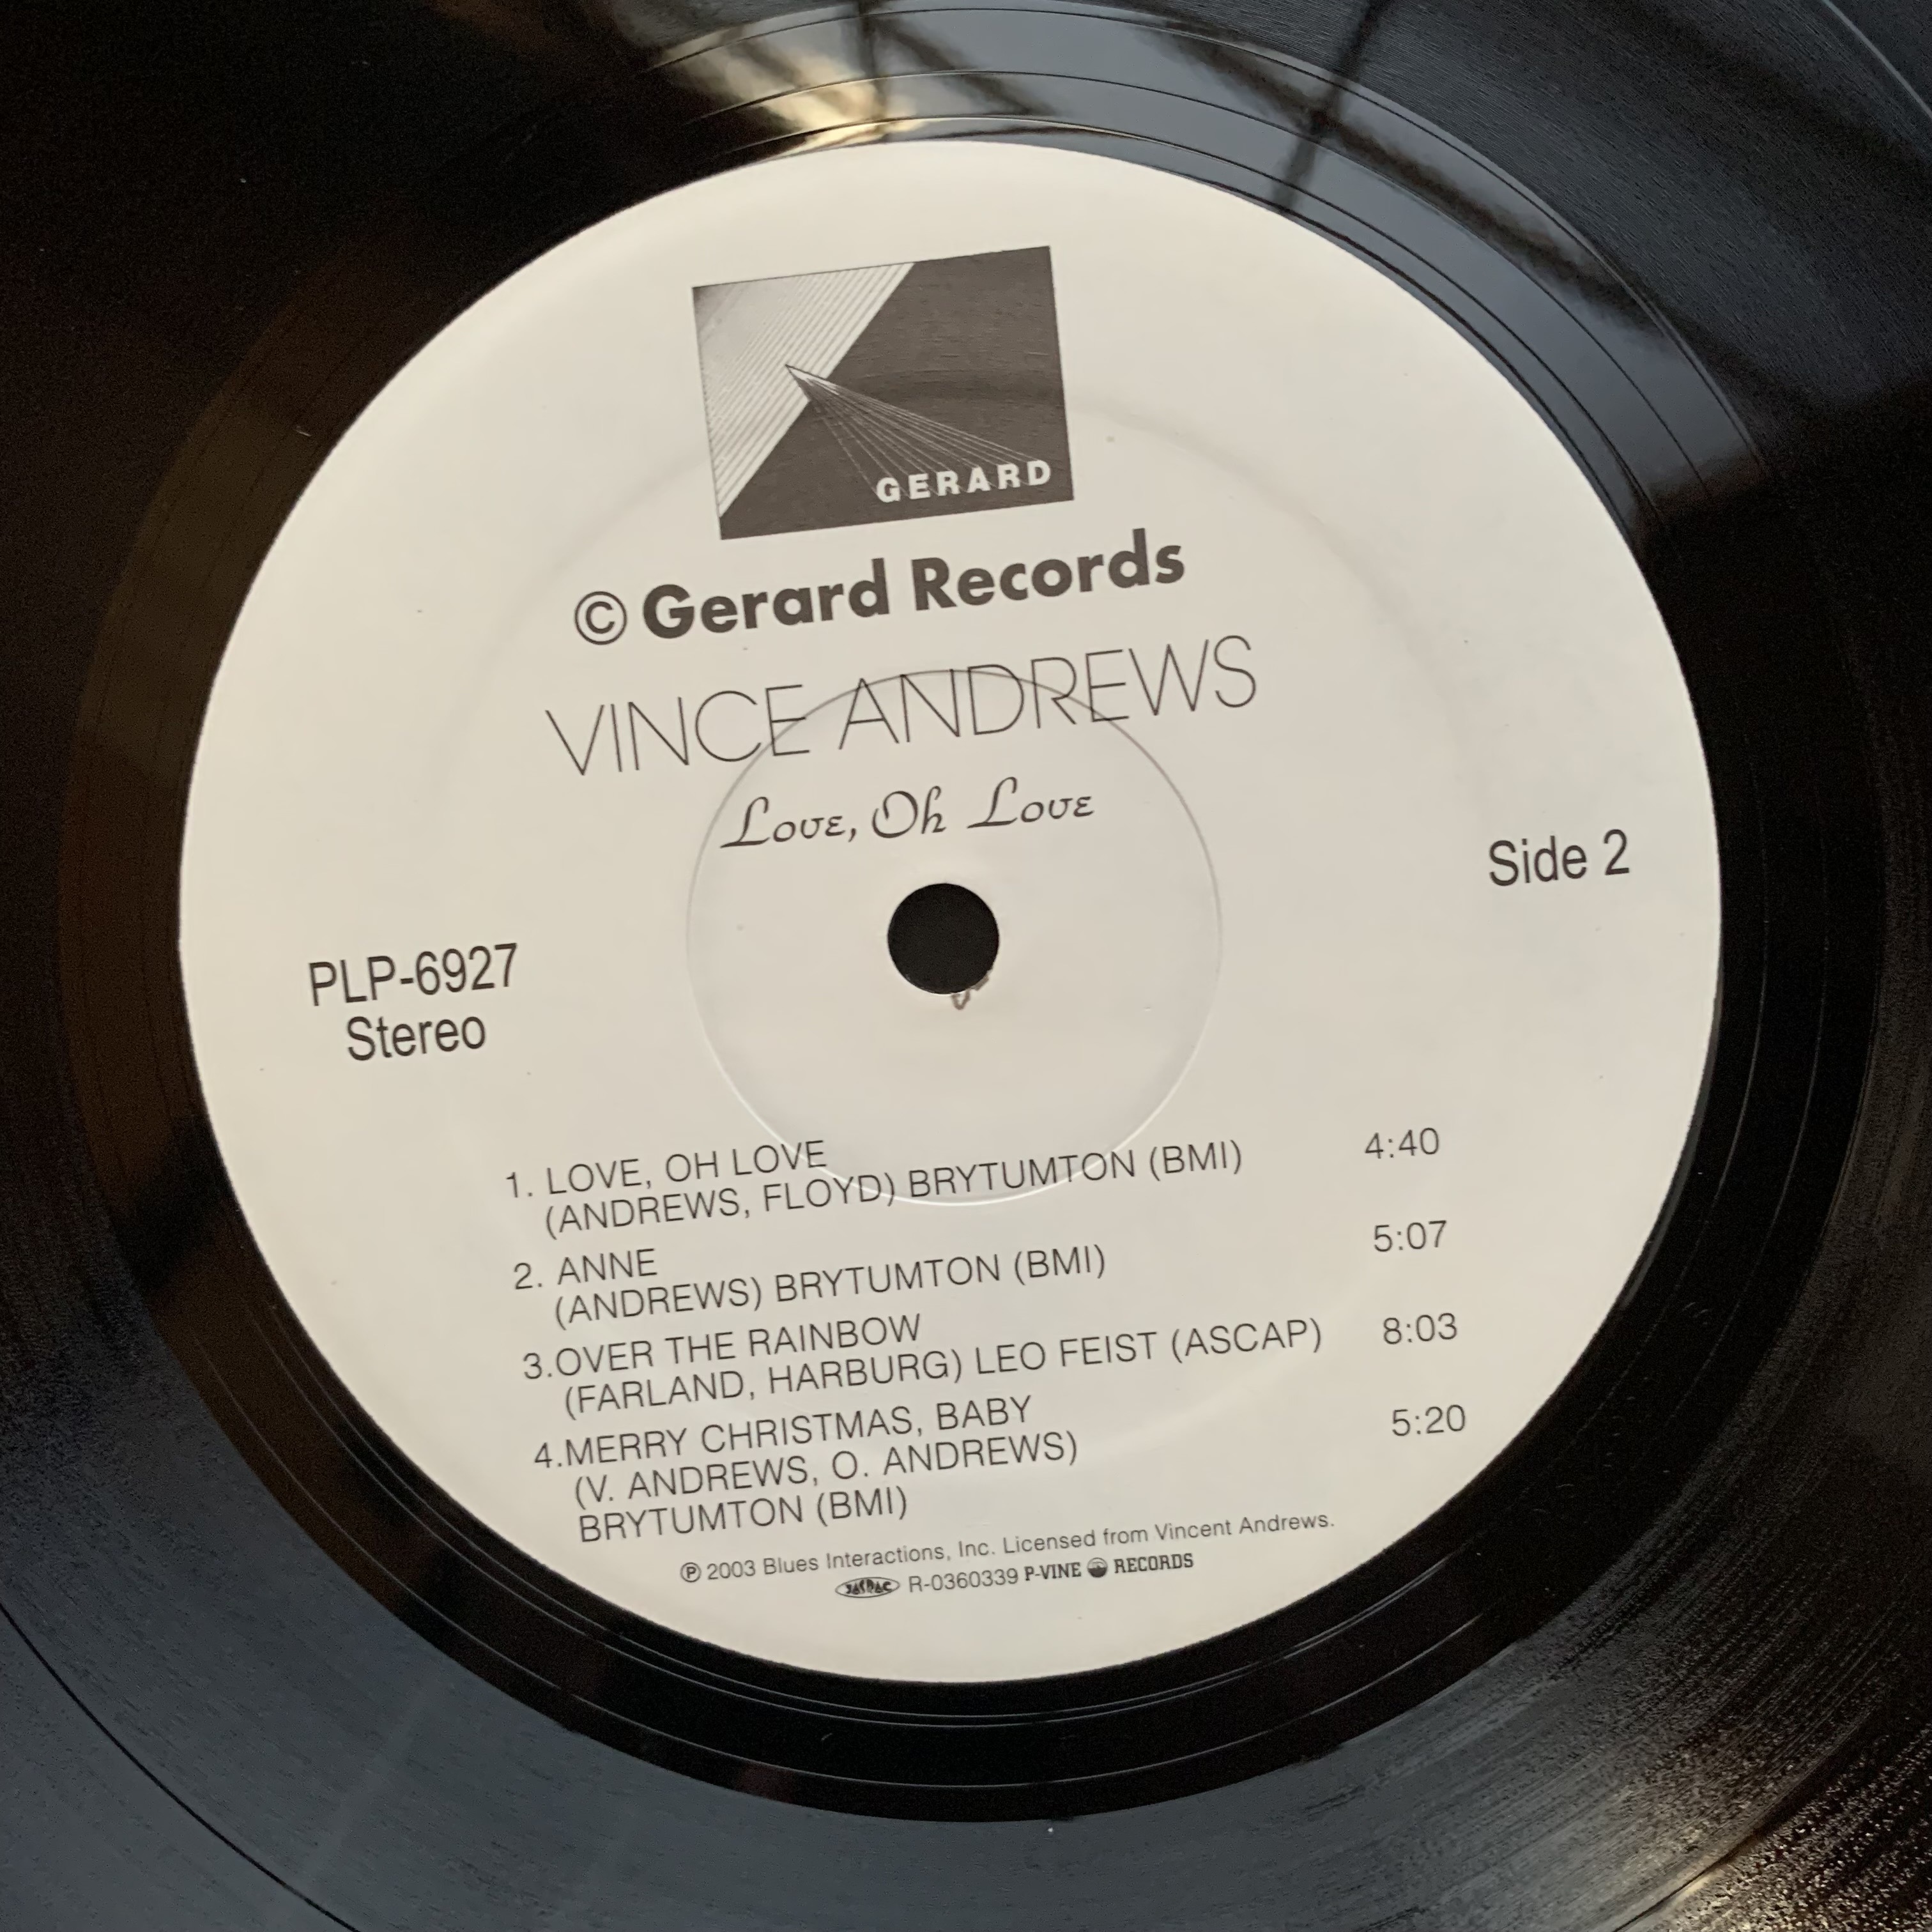 GERARD
© Gerard Records
VINCE ANDREWS
Love, Oh Love
Side 2
PLP-6927
Stereo
1. LOVE, OH LOVE 4:40
(ANDREWS, FLOYD) BRYTUMTON (BMI)
2. ANNE 5:07
(ANDREWS) BRYTUMTON (BMI)
3.OVER THE RAINBOW 8:03
(FARLAND, HARBURG) LEO FEIST (ASCAP)
4.MERRY CHRISTMAS, BABY 5:20
(V. ANDREWS, O. ANDREWS)
BRYTUMTON (BMI)
℗ 2003 Blues Interactions, Inc. Licensed from Vincent Andrews.
JASRAC R-0360339 P-VINE RECORDS